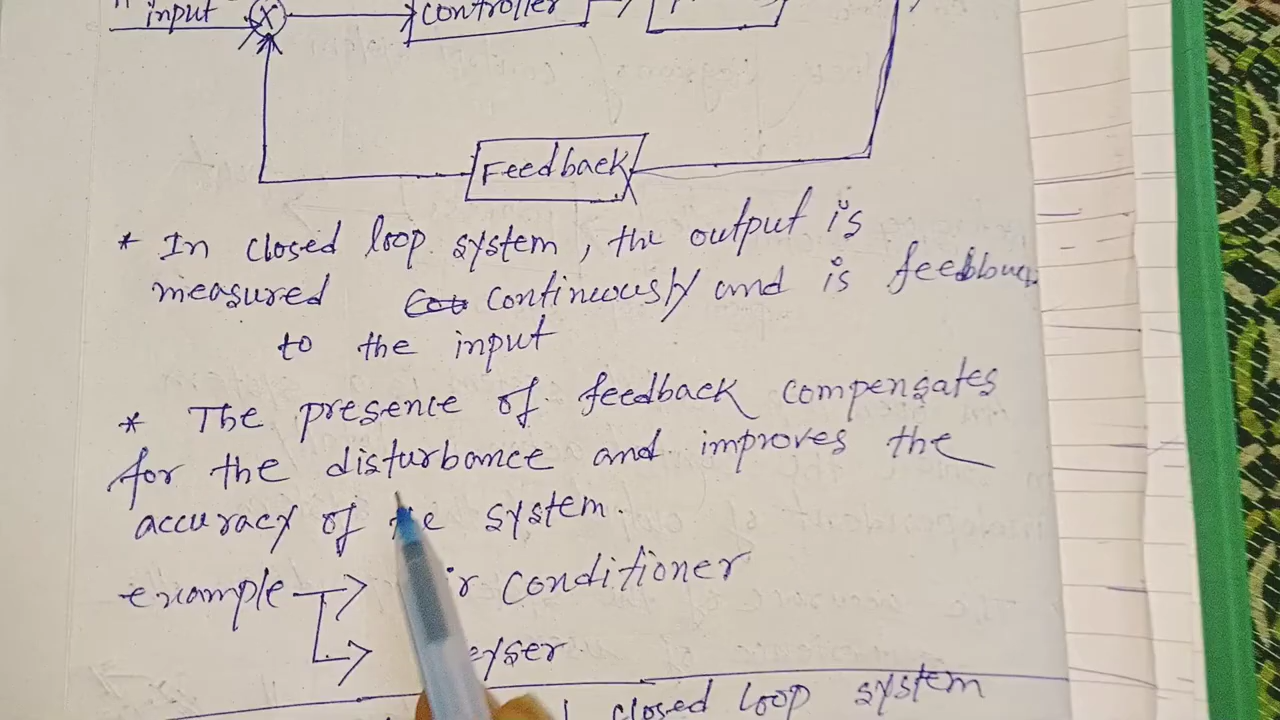 input
controller
Feedback
* In closed loop system, the output is
measured continuously and is
to the input
* The presence of feedback compensates
for the disturbance and improves the
accuracy of the system.
example → Conditioner
→
closed loop system